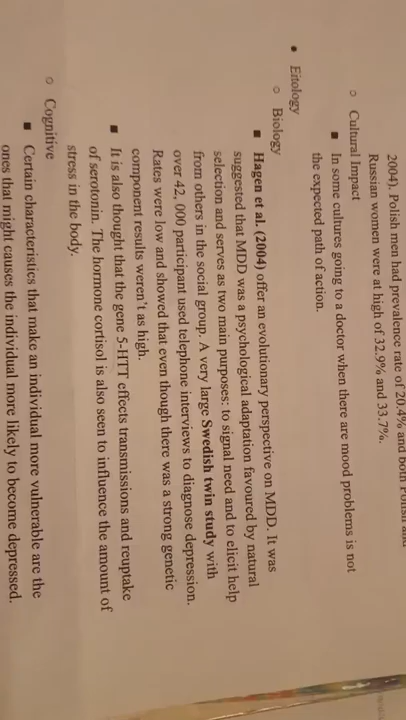 2004). Polish men had prevalence rate of 20.4% and both Polish and
Russian women were at high of 32.9% and 33.7%.
○ Cultural Impact
■ In some cultures going to a doctor when there are mood problems is not
the expected path of action.
● Eitology
○ Biology
■ Hagen et al. (2004) offer an evolutionary perspective on MDD. It was
suggested that MDD was a psychological adaptation favoured by natural
selection and serves as two main purposes: to signal need and to elicit help
from others in the social group. A very large Swedish twin study with
over 42, 000 participant used telephone interviews to diagnose depression.
Rates were low and showed that even though there was a strong genetic
component results weren't as high.
■ It is also thought that the gene 5-HTT effects transmissions and reuptake
of serotonin. The hormone cortisol is also seen to influence the amount of
stress in the body.
○ Cognitive
■ Certain characteristics that make an individual more vulnerable are the
ones that might causes the individual more likely to become depressed.